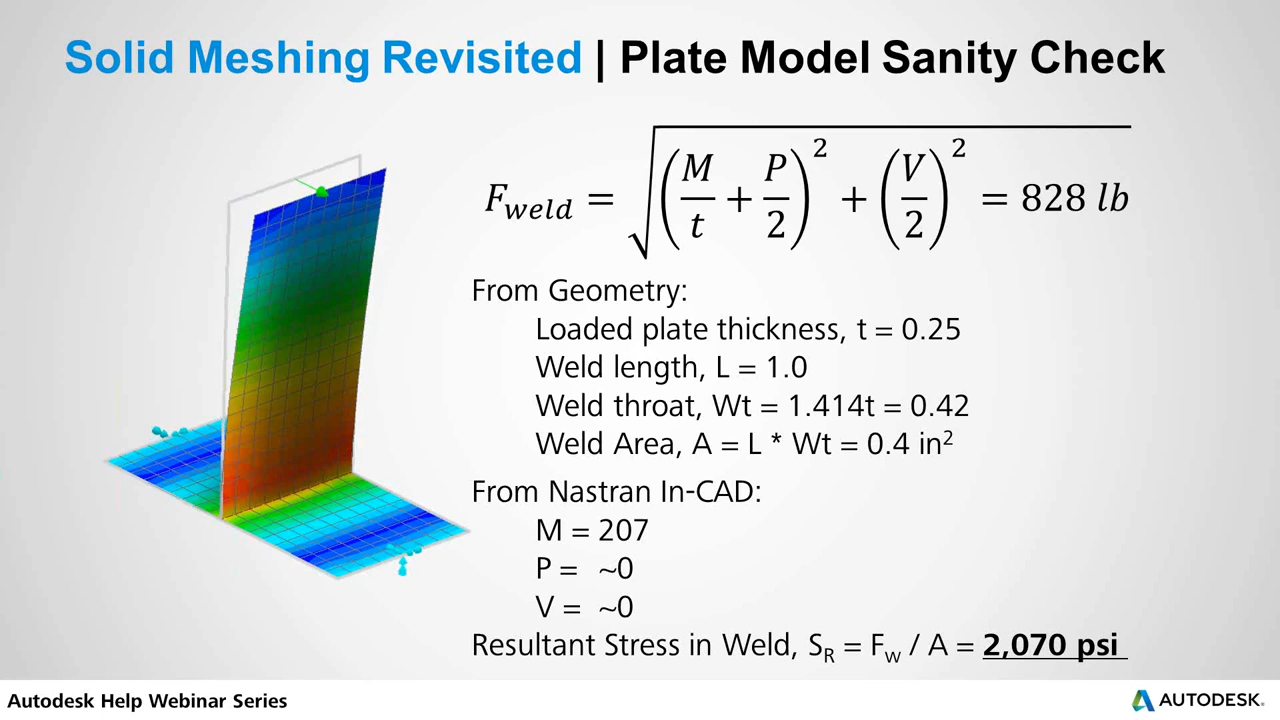 Solid Meshing Revisited | Plate Model Sanity Check
F_weld = √((M/t + P/2)² + (V/2)²) = 828 lb
From Geometry:
Loaded plate thickness, t = 0.25
Weld length, L = 1.0
Weld throat, Wt = 1.414t = 0.42
Weld Area, A = L * Wt = 0.4 in²
From Nastran In-CAD:
M = 207
P = ~0
V = ~0
Resultant Stress in Weld, S_R = F_w / A = 2,070 psi
Autodesk Help Webinar Series
AUTODESK.